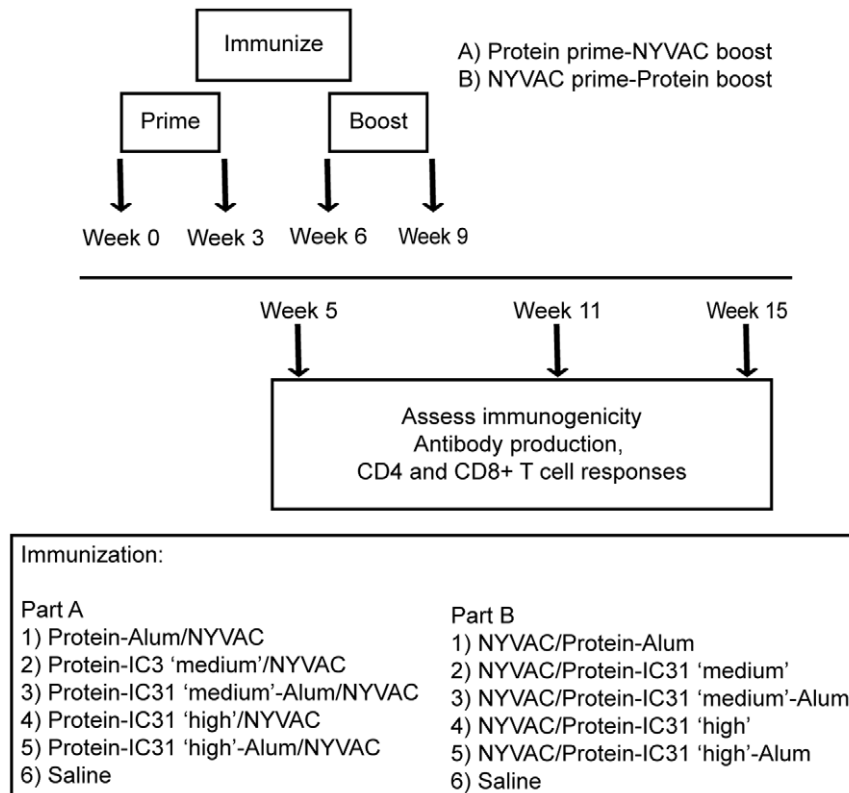 Immunize
A) Protein prime-NYVAC boost
B) NYVAC prime-Protein boost
Prime
Boost
Week 0
Week 3
Week 6
Week 9
Week 5
Week 11
Week 15
Assess immunogenicity
Antibody production,
CD4 and CD8+ T cell responses
Immunization:
Part A
1) Protein-Alum/NYVAC
2) Protein-IC3 ‘medium’/NYVAC
3) Protein-IC31 ‘medium’-Alum/NYVAC
4) Protein-IC31 ‘high’/NYVAC
5) Protein-IC31 ‘high’-Alum/NYVAC
6) Saline
Part B
1) NYVAC/Protein-Alum
2) NYVAC/Protein-IC31 ‘medium’
3) NYVAC/Protein-IC31 ‘medium’-Alum
4) NYVAC/Protein-IC31 ‘high’
5) NYVAC/Protein-IC31 ‘high’-Alum
6) Saline